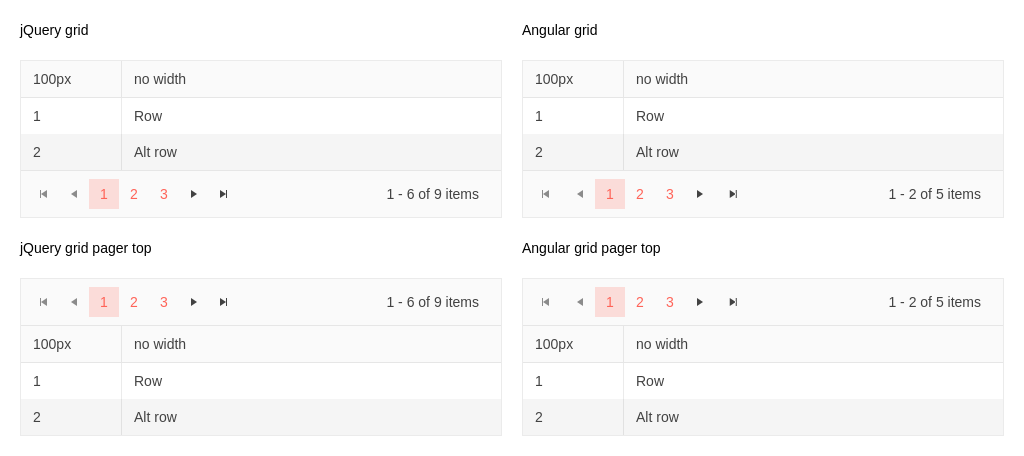 jQuery grid
100px no width
1 Row
2 Alt row
1 2 3 1 - 6 of 9 items
Angular grid
100px no width
1 Row
2 Alt row
1 2 3 1 - 2 of 5 items
jQuery grid pager top
1 2 3 1 - 6 of 9 items
100px no width
1 Row
2 Alt row
Angular grid pager top
1 2 3 1 - 2 of 5 items
100px no width
1 Row
2 Alt row